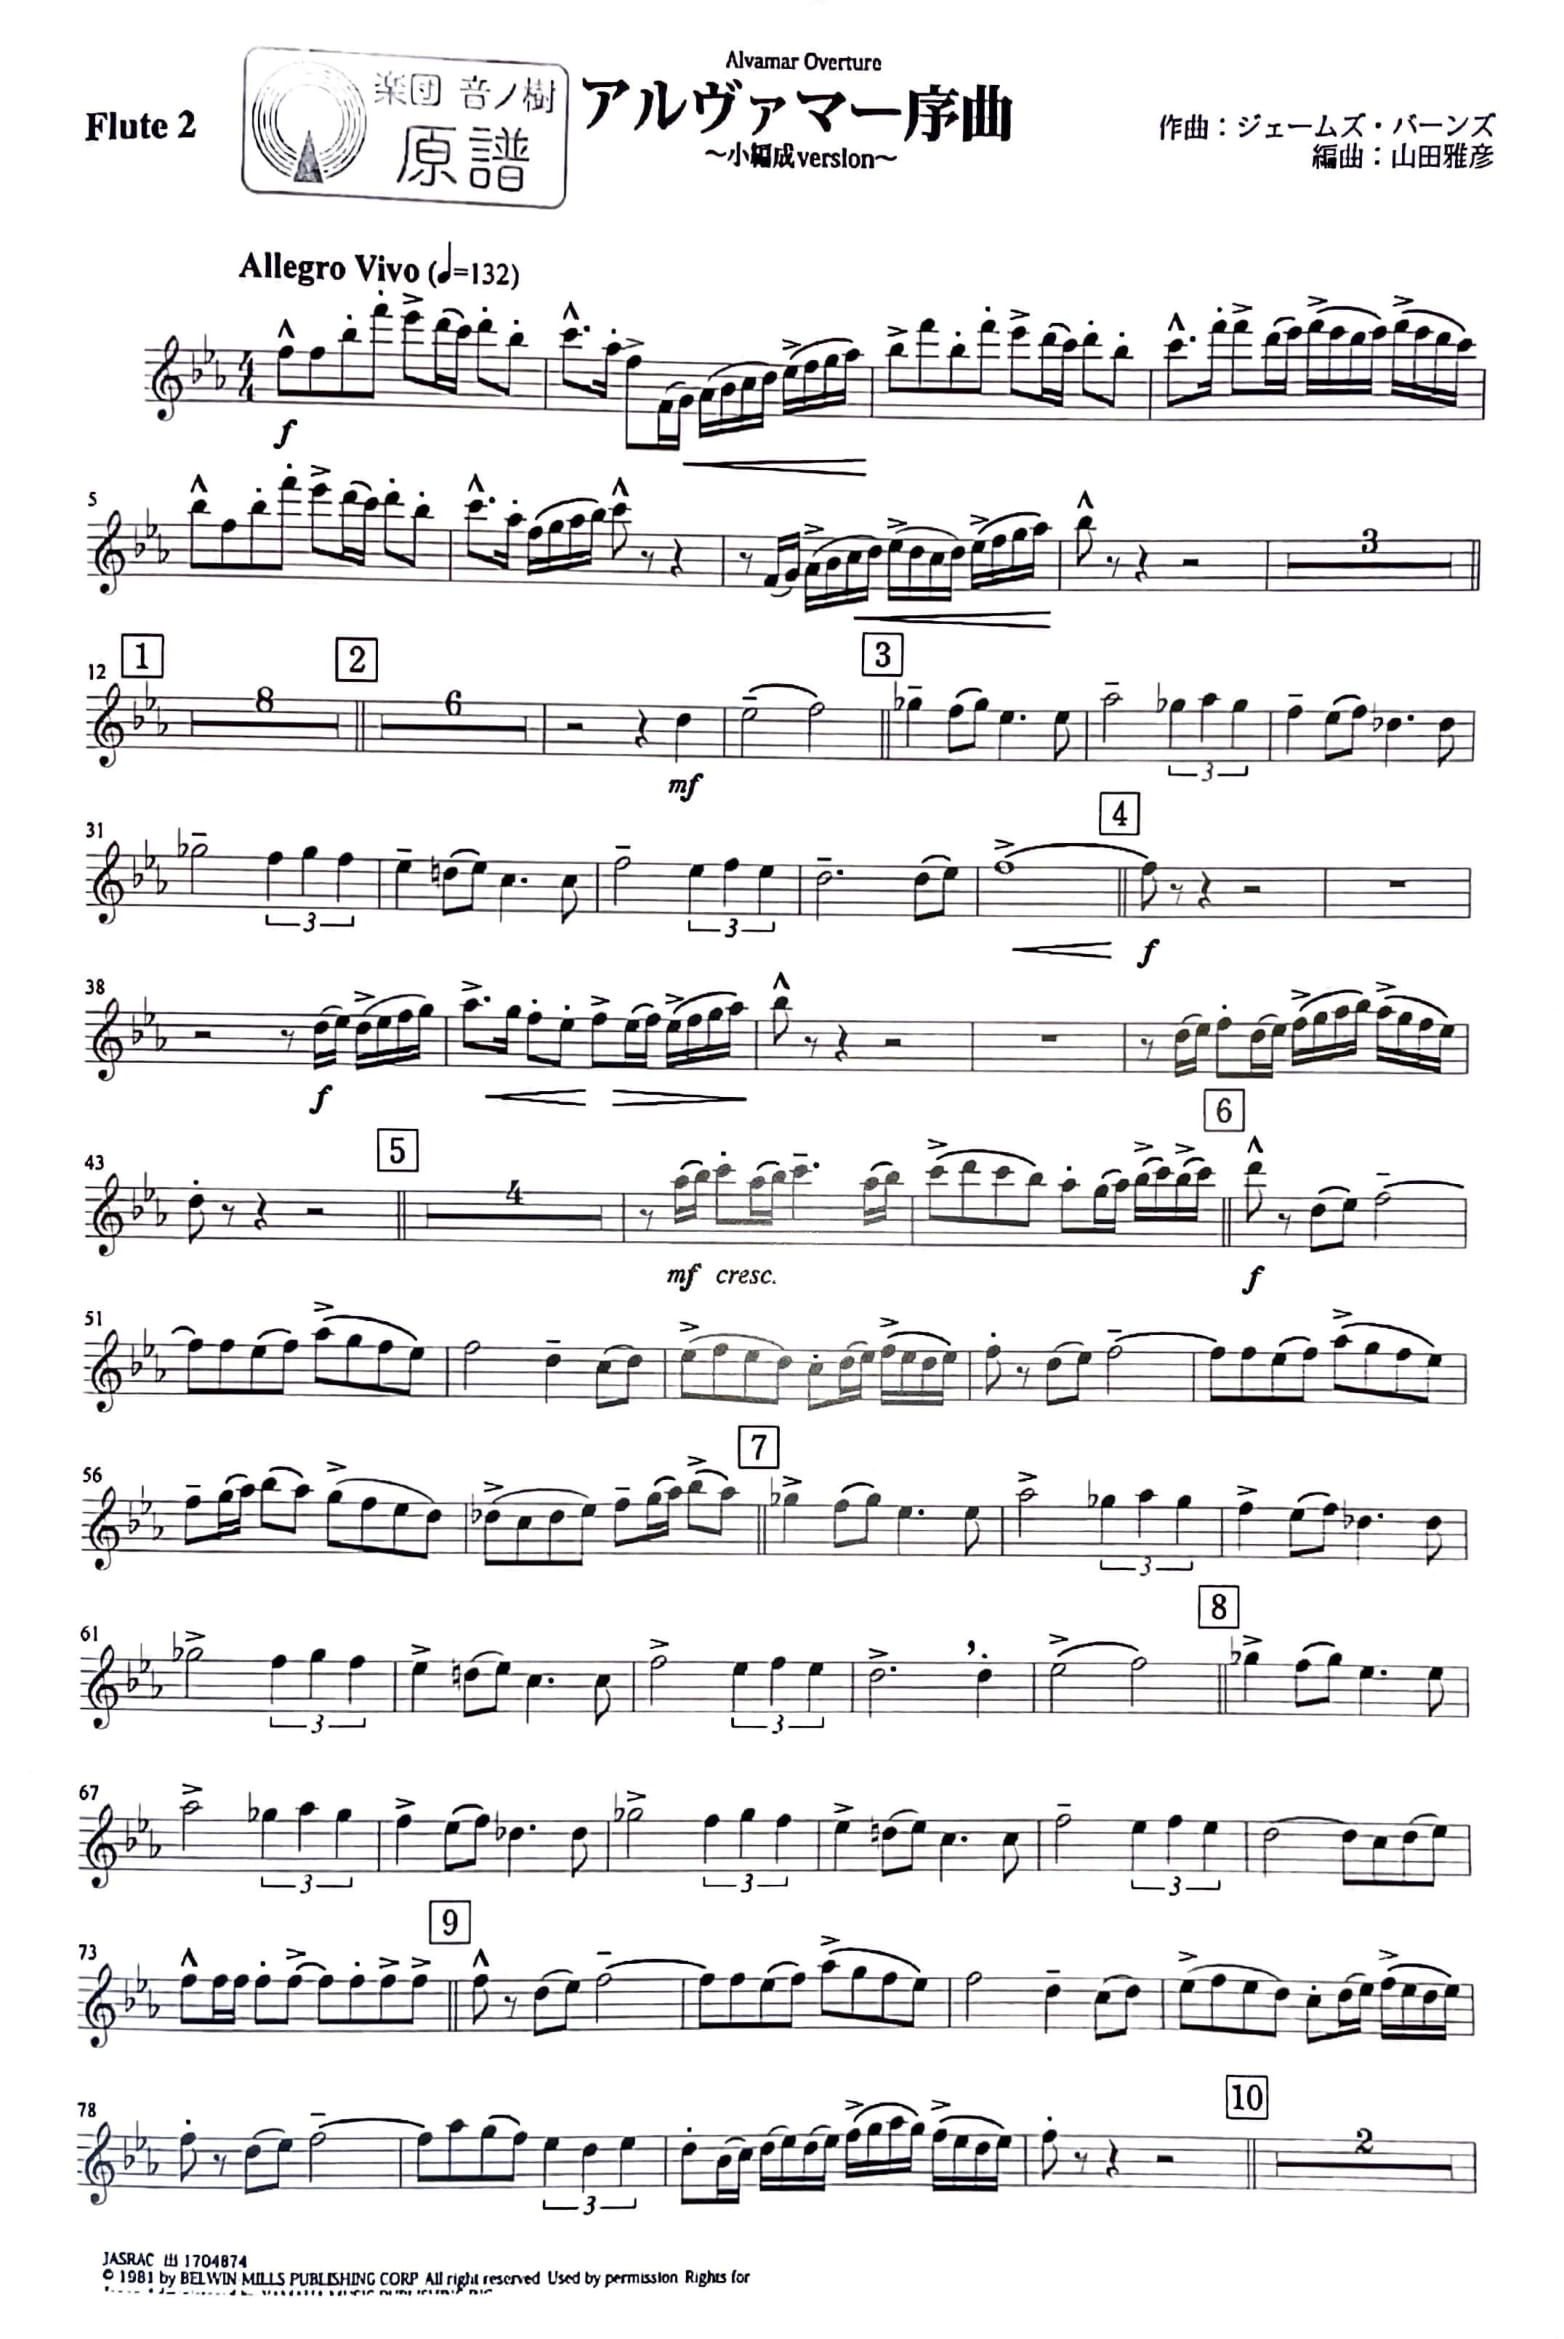 Alvamar Overture
楽団 音ノ樹
原譜
アルヴァマー序曲
～小編成version～
Flute 2
作曲：ジェームズ・バーンズ
編曲：山田雅彦
Allegro Vivo (♩=132)
4
4
f
5
3
12
1
8
2
6
mf
3
3
31
3
3
4
f
38
f
43
5
4
mf cresc.
6
f
51
56
7
3
61
3
3
8
67
3
3
3
73
9
78
3
10
2
JASRAC 出 1704874
© 1981 by BELWIN MILLS PUBLISHING CORP. All right reserved Used by permission Rights for